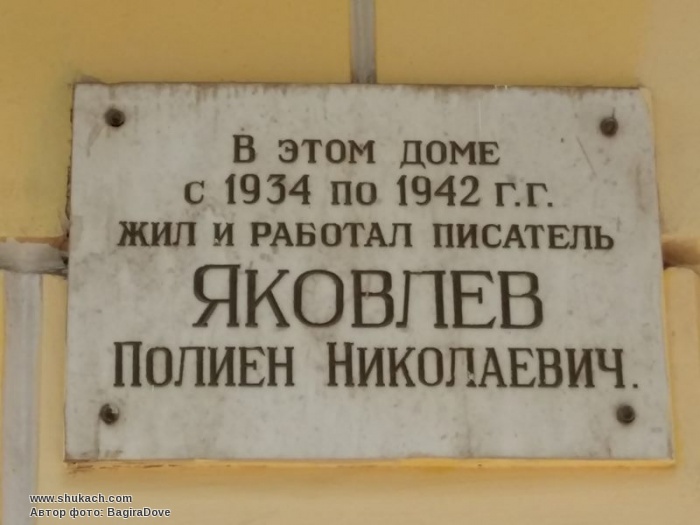 В ЭТОМ ДОМЕ
С 1934 ПО 1942 Г.Г.
ЖИЛ И РАБОТАЛ ПИСАТЕЛЬ
ЯКОВЛЕВ
ПОЛИЕН НИКОЛАЕВИЧ.
www.shukach.com
Автор фото: BagiraDove